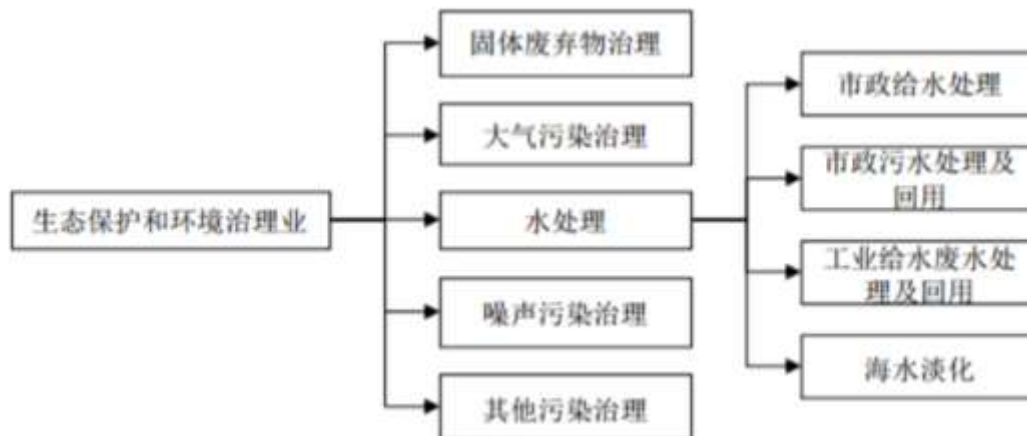 固体废弃物治理
大气污染治理
生态保护和环境治理业
水处理
噪声污染治理
其他污染治理
市政给水处理
市政污水处理及
回用
工业给水废水处
理及回用
海水淡化